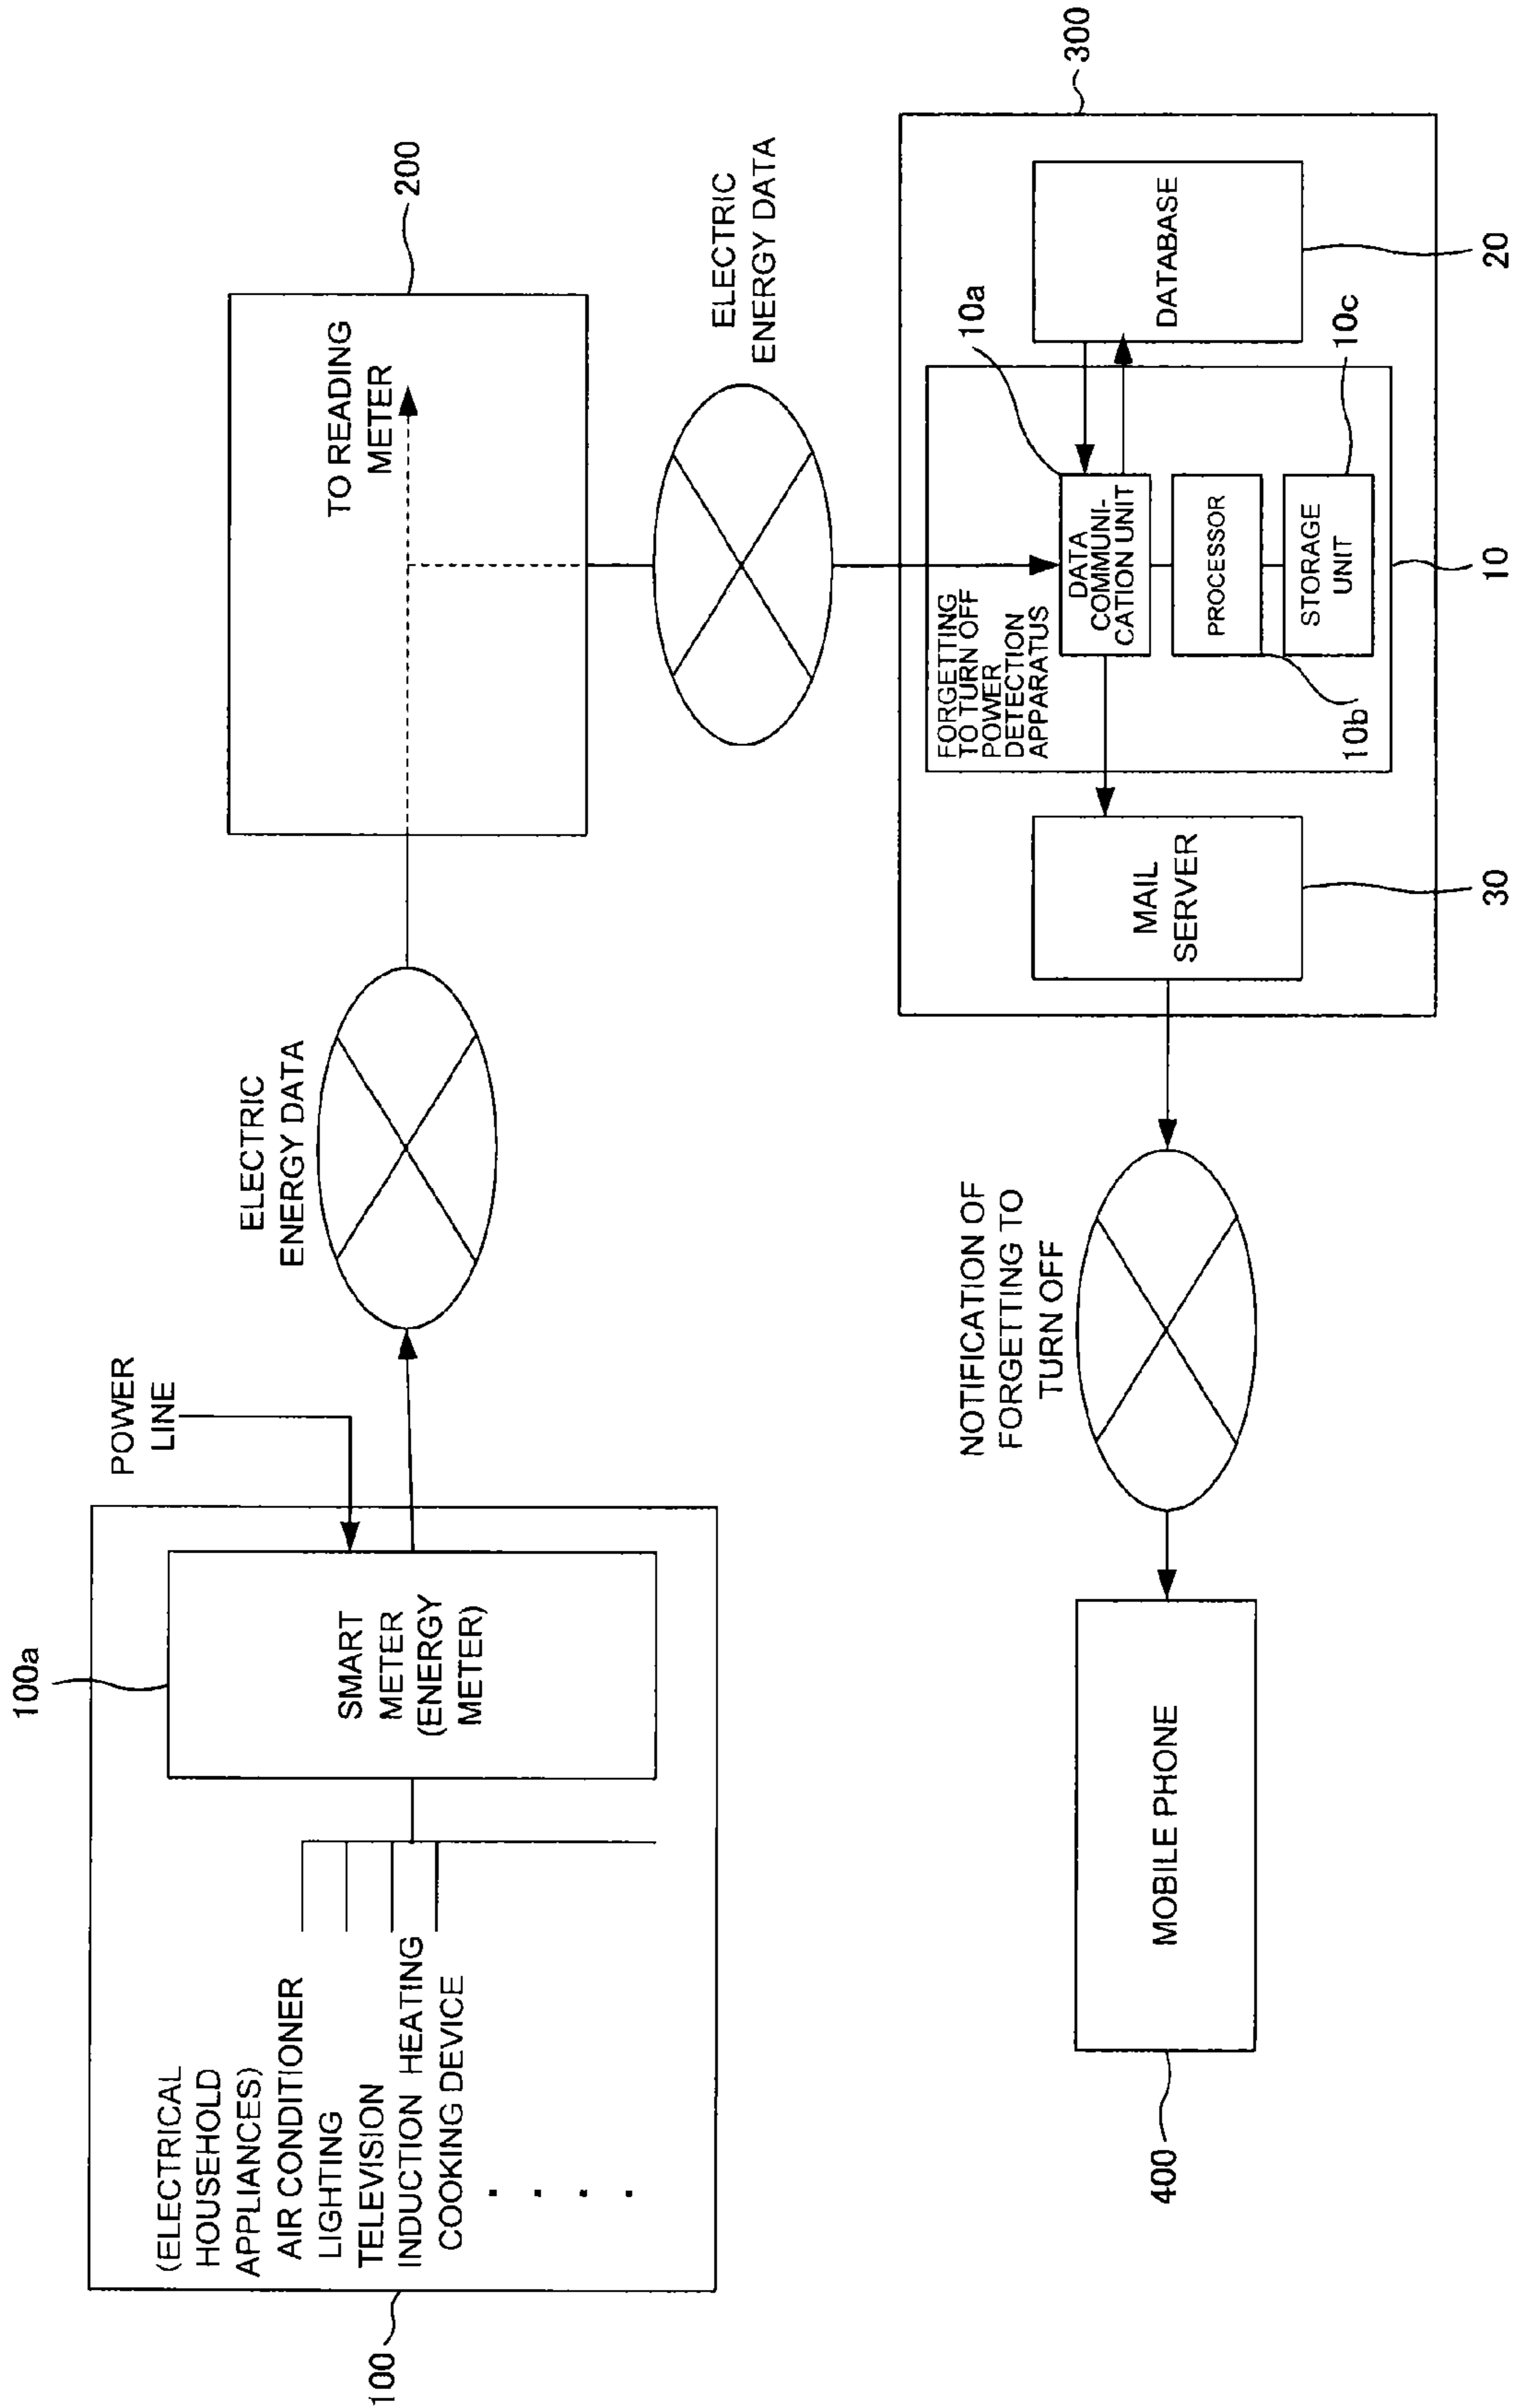 100
(ELECTRICAL
HOUSEHOLD
APPLIANCES)
AIR CONDITIONER
LIGHTING
TELEVISION
INDUCTION HEATING
COOKING DEVICE
. . . .
100a
SMART
METER
(ENERGY
METER)
POWER
LINE
ELECTRIC
ENERGY DATA
200
TO READING
METER
ELECTRIC
ENERGY DATA
300
FORGETTING
TO TURN OFF
POWER
DETECTION
APPARATUS
10a
DATA
COMMUNI-
CATION UNIT
PROCESSOR
10b
STORAGE
UNIT
10c
10
DATABASE
20
MAIL
SERVER
30
NOTIFICATION OF
FORGETTING TO
TURN OFF
MOBILE PHONE
400